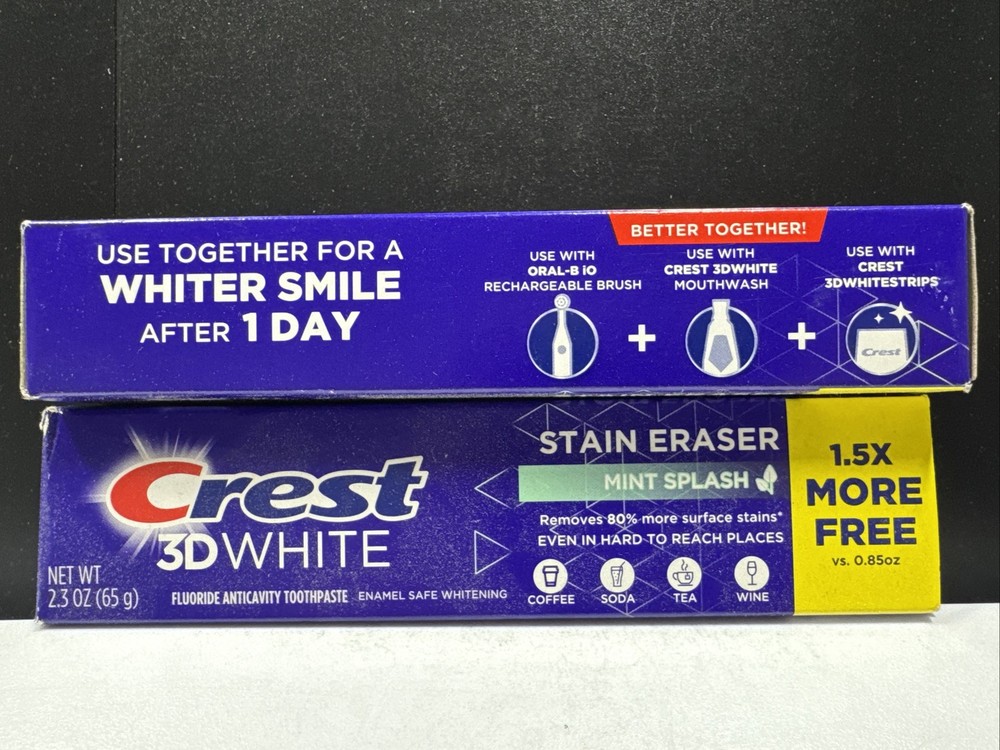 USE TOGETHER FOR A
WHITER SMILE
AFTER 1 DAY
BETTER TOGETHER!
USE WITH
ORAL-B iO
RECHARGEABLE BRUSH
+
USE WITH
CREST 3DWHITE
MOUTHWASH
+
USE WITH
CREST
3DWHITESTRIPS
Crest
Crest
3DWHITE
NET WT
2.3 OZ (65 g)
FLUORIDE ANTICAVITY TOOTHPASTE ENAMEL SAFE WHITENING
STAIN ERASER
MINT SPLASH
Removes 80% more surface stains*
EVEN IN HARD TO REACH PLACES
COFFEE SODA TEA WINE
1.5X
MORE
FREE
vs. 0.85oz